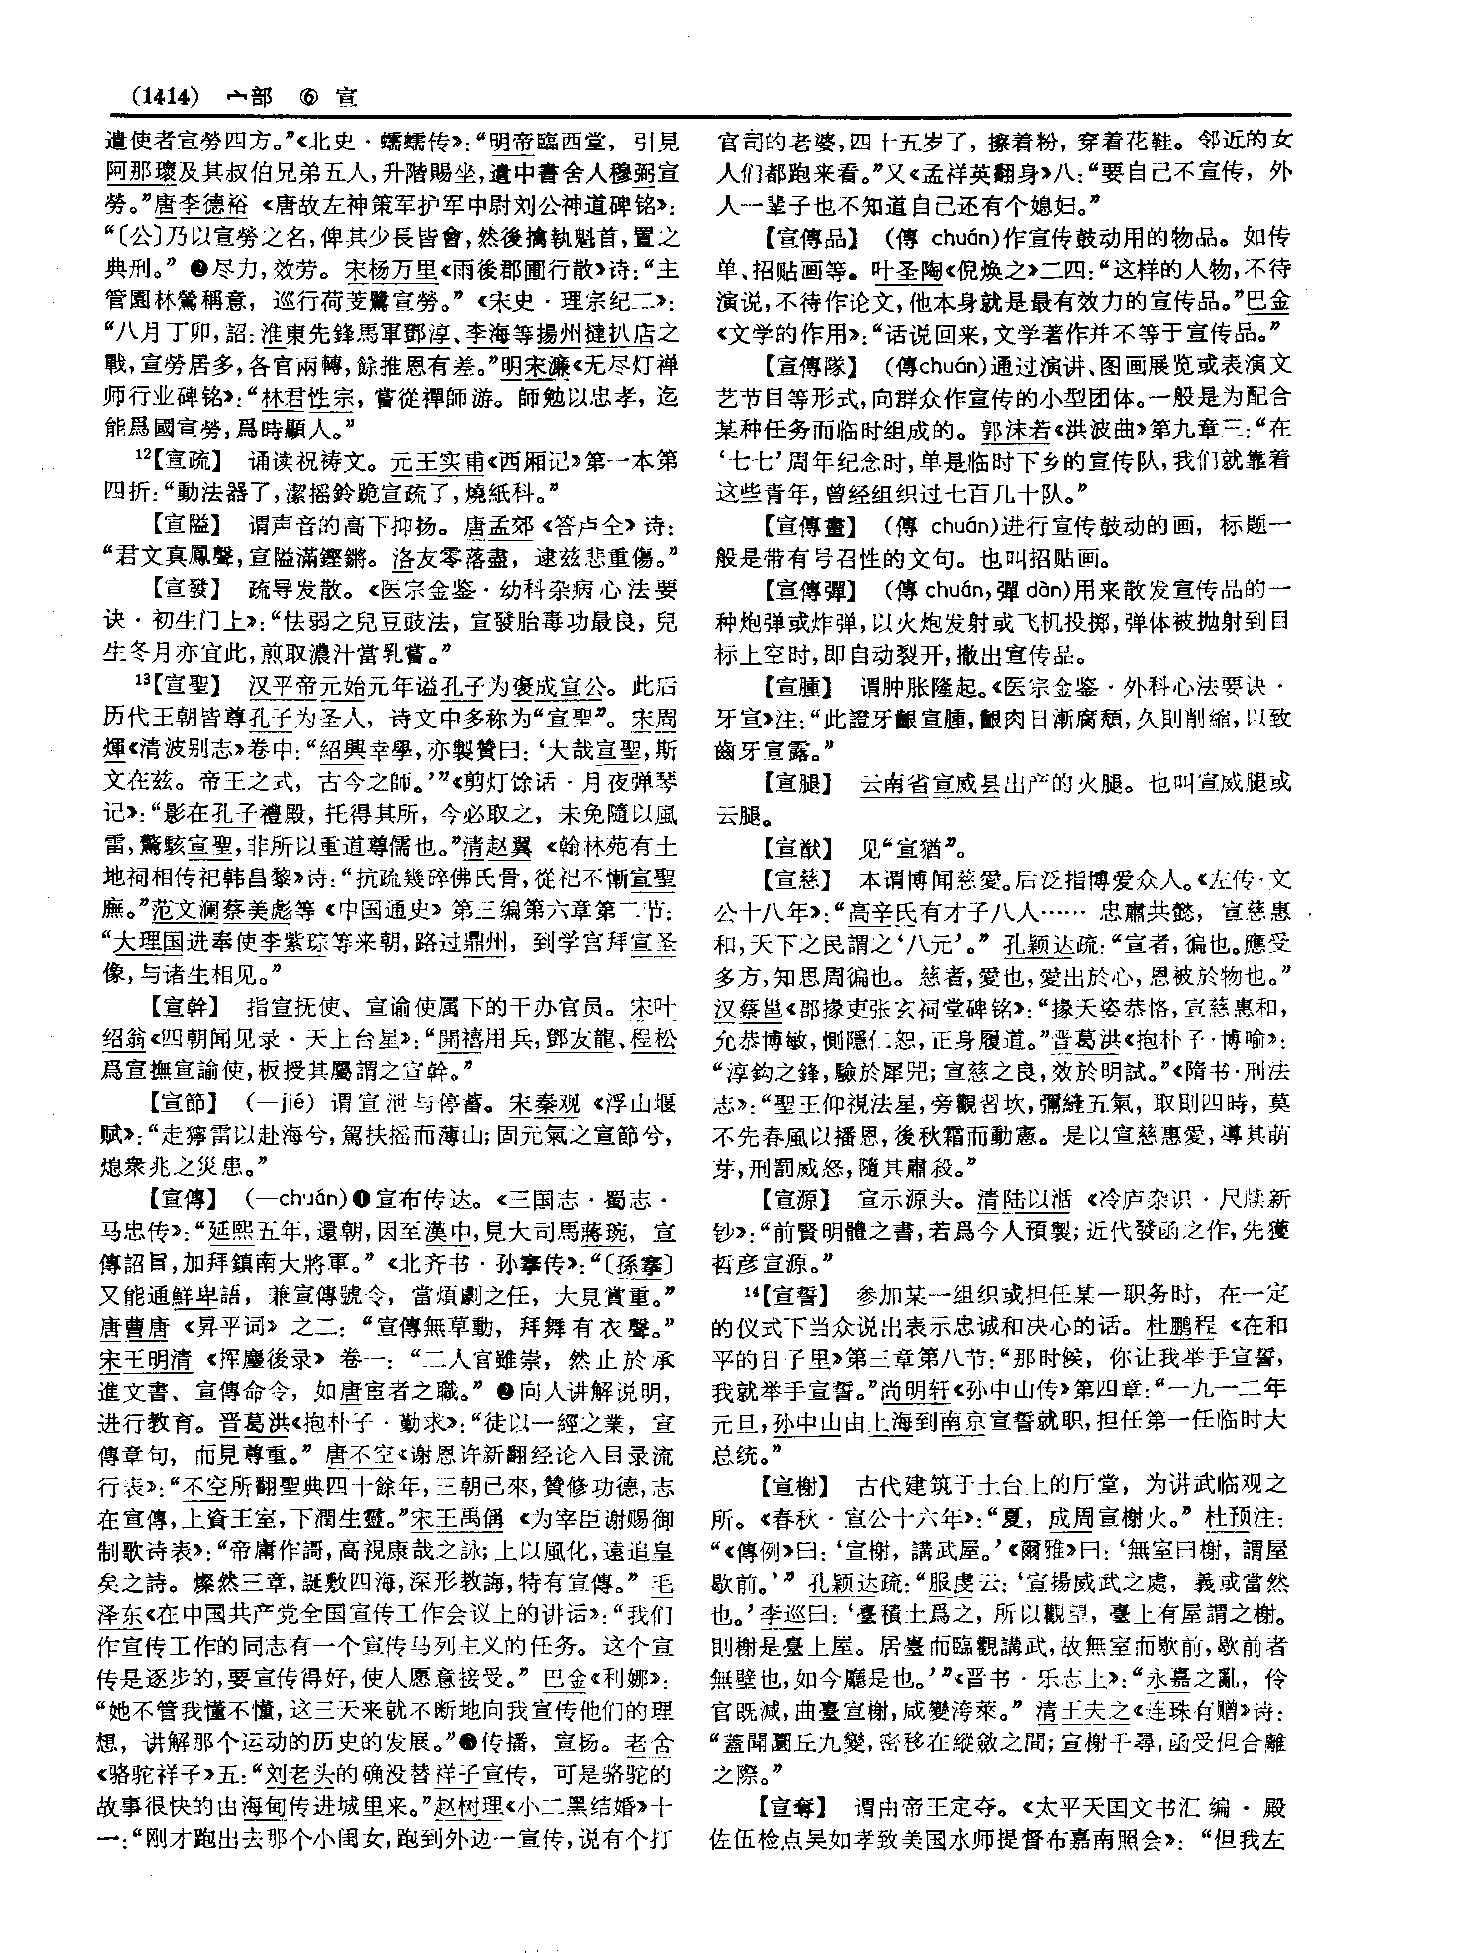 (1414) 宀部 ⑥ 宣
遣使者宣勞四方。”《北史·蠕蠕传》：“明帝臨西堂，引見
阿那瓌及其叔伯兄弟五人，升階賜坐，遣中書舍人穆弼宣
勞。”唐李德裕《唐故左神策军护军中尉刘公神道碑铭》：
“〔公〕乃以宣勞之名，俾其少長皆會，然後擒執魁首，置之
典刑。”❷尽力，效劳。宋杨万里《雨後郡圃行散》诗：“主
管園林鶯稱意，巡行荷芰鷺宣勞。”《宋史·理宗纪二》：
“八月丁卯，詔：淮東先鋒馬軍鄧淳、李海等揚州撻扒店之
戰，宣勞居多，各官兩轉，餘推恩有差。”明宋濂《无尽灯禅
师行业碑铭》：“林君性宗，嘗從禪師游。師勉以忠孝，迄
能爲國宣勞，爲時顯人。”
¹²【宣疏】 诵读祝祷文。元王实甫《西厢记》第一本第
四折：“動法器了，潔摇鈴跪宣疏了，燒紙科。”
【宣隘】 谓声音的高下抑扬。唐孟郊《答卢仝》诗：
“君文真鳳聲，宣隘滿鏗鏘。洛友零落盡，逮兹悲重傷。”
【宣發】 疏导发散。《医宗金鉴·幼科杂病心法要
诀·初生门上》：“怯弱之兒豆豉法，宣發胎毒功最良，兒
生冬月亦宜此，煎取濃汁當乳嘗。”
¹³【宣聖】 汉平帝元始元年谥孔子为褒成宣公。此后
历代王朝皆尊孔子为圣人，诗文中多称为“宣聖”。宋周
煇《清波别志》卷中：“紹興幸學，亦製贊曰：‘大哉宣聖，斯
文在兹。帝王之式，古今之師。’”《剪灯馀话·月夜弹琴
记》：“影在孔子禮殿，托得其所，今必取之，未免隨以風
雷，驚駭宣聖，非所以重道尊儒也。”清赵翼《翰林苑有土
地祠相传祀韩昌黎》诗：“抗疏幾碎佛氏骨，從祀不慚宣聖
廡。”范文澜蔡美彪等《中国通史》第三编第六章第二节：
“大理国进奉使李紫琮等来朝，路过鼎州，到学宫拜宣圣
像，与诸生相见。”
【宣幹】 指宣抚使、宣谕使属下的干办官员。宋叶
绍翁《四朝闻见录·天上台星》：“開禧用兵，鄧友龍、程松
爲宣撫宣諭使，板授其屬謂之宣幹。”
【宣節】 (—jié) 谓宣泄与停蓄。宋秦观《浮山堰
赋》：“走獰雷以赴海兮，駕扶摇而薄山；固元氣之宣節兮，
熄衆兆之災患。”
【宣傳】 (—chuán)❶宣布传达。《三国志·蜀志·
马忠传》：“延熙五年，還朝，因至漢中，見大司馬蔣琬，宣
傳詔旨，加拜鎮南大將軍。”《北齐书·孙搴传》：“〔孫搴〕
又能通鮮卑語，兼宣傳號令，當煩劇之任，大見賞重。”
唐曹唐《昇平词》之二：“宣傳無草動，拜舞有衣聲。”
宋王明清《挥麈後录》卷一：“二人官雖崇，然止於承
進文書、宣傳命令，如唐宦者之職。”❷向人讲解说明，
进行教育。晋葛洪《抱朴子·勤求》：“徒以一經之業，宣
傳章句，而見尊重。”唐不空《谢恩许新翻经论入目录流
行表》：“不空所翻聖典四十餘年，三朝已來，贊修功德，志
在宣傳，上資王室，下潤生靈。”宋王禹偁《为宰臣谢赐御
制歌诗表》：“帝庸作謌，高視康哉之詠；上以風化，遠追皇
矣之詩。燦然三章，誕敷四海，深形教誨，特有宣傳。”毛
泽东《在中国共产党全国宣传工作会议上的讲话》：“我们
作宣传工作的同志有一个宣传马列主义的任务。这个宣
传是逐步的，要宣传得好，使人愿意接受。”巴金《利娜》：
“她不管我懂不懂，这三天来就不断地向我宣传他们的理
想，讲解那个运动的历史的发展。”❸传播，宣扬。老舍
《骆驼祥子》五：“刘老头的确没替祥子宣传，可是骆驼的
故事很快的由海甸传进城里来。”赵树理《小二黑结婚》十
一：“刚才跑出去那个小闺女，跑到外边一宣传，说有个打
官司的老婆，四十五岁了，擦着粉，穿着花鞋。邻近的女
人们都跑来看。”又《孟祥英翻身》八：“要自己不宣传，外
人一辈子也不知道自己还有个媳妇。”
【宣傳品】 (傳 chuán)作宣传鼓动用的物品。如传
单、招贴画等。叶圣陶《倪焕之》二四：“这样的人物，不待
演说，不待作论文，他本身就是最有效力的宣传品。”巴金
《文学的作用》：“话说回来，文学著作并不等于宣传品。”
【宣傳隊】 (傳chuán)通过演讲、图画展览或表演文
艺节目等形式，向群众作宣传的小型团体。一般是为配合
某种任务而临时组成的。郭沫若《洪波曲》第九章三：“在
‘七七’周年纪念时，单是临时下乡的宣传队，我们就靠着
这些青年，曾经组织过七百几十队。”
【宣傳畫】 (傳 chuán)进行宣传鼓动的画，标题一
般是带有号召性的文句。也叫招贴画。
【宣傳彈】 (傳 chuán，彈 dàn)用来散发宣传品的一
种炮弹或炸弹，以火炮发射或飞机投掷，弹体被抛射到目
标上空时，即自动裂开，撒出宣传品。
【宣腫】 谓肿胀隆起。《医宗金鉴·外科心法要诀·
牙宣》注：“此證牙齦宣腫，齦肉日漸腐頹，久則削縮，以致
齒牙宣露。”
【宣腿】 云南省宣威县出产的火腿。也叫宣威腿或
云腿。
【宣猷】 见“宣猶”。
【宣慈】 本谓博闻慈愛。后泛指博爱众人。《左传·文
公十八年》：“高辛氏有才子八人……忠肅共懿，宣慈惠
和，天下之民謂之‘八元’。”孔颖达疏：“宣者，徧也。應受
多方，知思周徧也。慈者，愛也，愛出於心，恩被於物也。”
汉蔡邕《郡掾吏张玄祠堂碑铭》：“掾天姿恭恪，宣慈惠和，
允恭博敏，惻隱仁恕，正身履道。”晋葛洪《抱朴子·博喻》：
“淳鈞之鋒，驗於犀兕；宣慈之良，效於明試。”《隋书·刑法
志》：“聖王仰視法星，旁觀習坎，彌縫五氣，取則四時，莫
不先春風以播恩，後秋霜而動憲。是以宣慈惠愛，導其萌
芽，刑罰威怒，隨其肅殺。”
【宣源】 宣示源头。清陆以湉《冷庐杂识·尺牍新
钞》：“前賢明體之書，若爲今人預製；近代發函之作，先獲
哲彦宣源。”
¹⁴【宣誓】 参加某一组织或担任某一职务时，在一定
的仪式下当众说出表示忠诚和决心的话。杜鹏程《在和
平的日子里》第三章第八节：“那时候，你让我举手宣誓，
我就举手宣誓。”尚明轩《孙中山传》第四章：“一九一二年
元旦，孙中山由上海到南京宣誓就职，担任第一任临时大
总统。”
【宣榭】 古代建筑于土台上的厅堂，为讲武临观之
所。《春秋·宣公十六年》：“夏，成周宣榭火。”杜预注：
“《傳例》曰：‘宣榭，講武屋。’《爾雅》曰：‘無室曰榭，謂屋
歇前。’”孔颖达疏：“服虔云：‘宣揚威武之處，義或當然
也。’李巡曰：‘臺積土爲之，所以觀望，臺上有屋謂之榭。
則榭是臺上屋。居臺而臨觀講武，故無室而歇前，歇前者
無壁也，如今廳是也。’”《晋书·乐志上》：“永嘉之亂，伶
官既減，曲臺宣榭，咸變洿萊。”清王夫之《连珠有赠》诗：
“蓋聞圜丘九變，密移在縱斂之間；宣榭千尋，函受俱合離
之際。”
【宣奪】 谓由帝王定夺。《太平天国文书汇编·殿
佐伍检点吴如孝致美国水师提督布嘉南照会》：“但我左